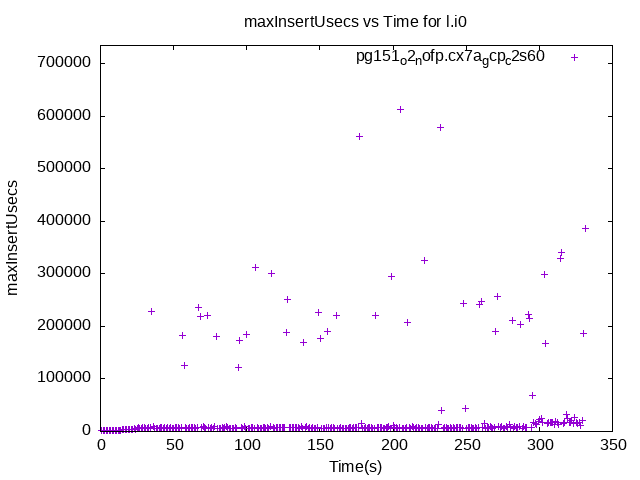 maxInsertUsecs vs Time for l.i0
pg151o2nofp.cx7agcpc2s60
700000
600000
500000
400000
300000
200000
100000
0
maxInsertUsecs
0 50 100 150 200 250 300 350
Time(s)